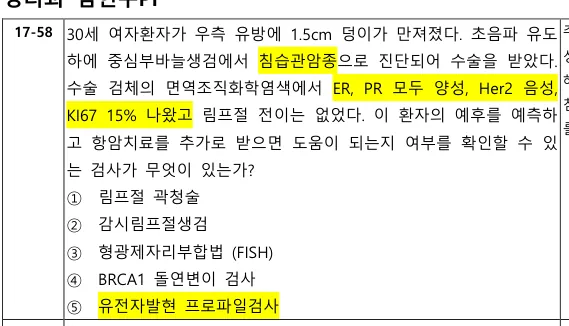 17-58
30세 여자환자가 우측 유방에 1.5cm 덩이가 만져졌다. 초음파 유도
하에 중심부바늘생검에서 침습관암종으로 진단되어 수술을 받았다.
수술 검체의 면역조직화학염색에서 ER, PR 모두 양성, Her2 음성,
KI67 15% 나왔고 림프절 전이는 없었다. 이 환자의 예후를 예측하
고 항암치료를 추가로 받으면 도움이 되는지 여부를 확인할 수 있
는 검사가 무엇이 있는가?
① 림프절 곽청술
② 감시림프절생검
③ 형광제자리부합법 (FISH)
④ BRCA1 돌연변이 검사
⑤ 유전자발현 프로파일검사